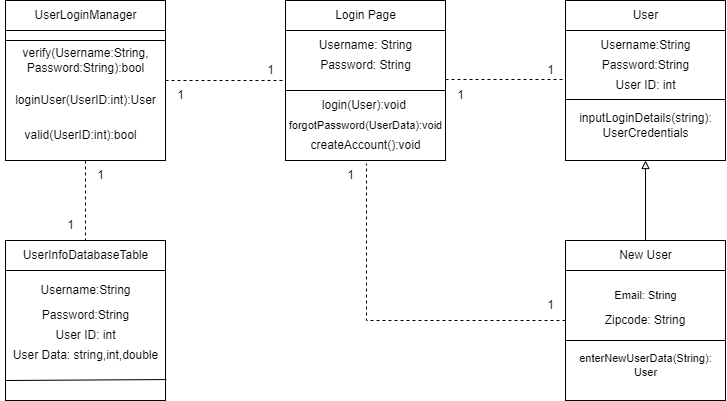 UserLoginManager
verify(Username:String,
Password:String):bool
loginUser(UserID:int):User
valid(UserID:int):bool
1
1
Login Page
Username: String
Password: String
login(User):void
forgotPassword(UserData):void
createAccount():void
1
1
User
Username:String
Password:String
User ID: int
inputLoginDetails(string):
UserCredentials
1
1
UserInfoDatabaseTable
Username:String
Password:String
User ID: int
User Data: string,int,double
1
1
New User
Email: String
Zipcode: String
enterNewUserData(String):
User